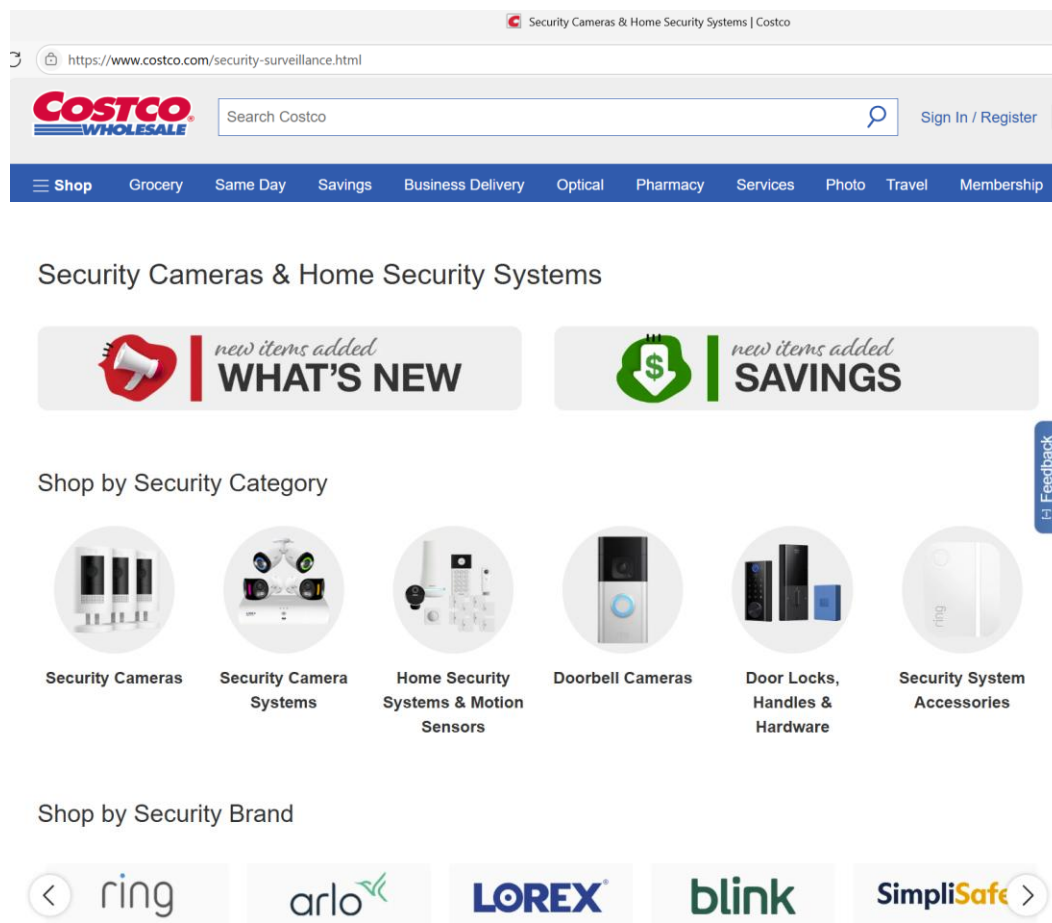 Security Cameras & Home Security Systems | Costco
https://www.costco.com/security-surveillance.html
COSTCO
WHOLESALE
Search Costco
Sign In / Register
Shop
Grocery
Same Day
Savings
Business Delivery
Optical
Pharmacy
Services
Photo
Travel
Membership
Security Cameras & Home Security Systems
new items added
WHAT'S NEW
new items added
SAVINGS
$
[-] Feedback
Shop by Security Category
ring
Security Cameras
Security Camera
Systems
Home Security
Systems & Motion
Sensors
Doorbell Cameras
Door Locks,
Handles &
Hardware
Security System
Accessories
Shop by Security Brand
ring
arlo
LOREX®
blink
SimpliSafe